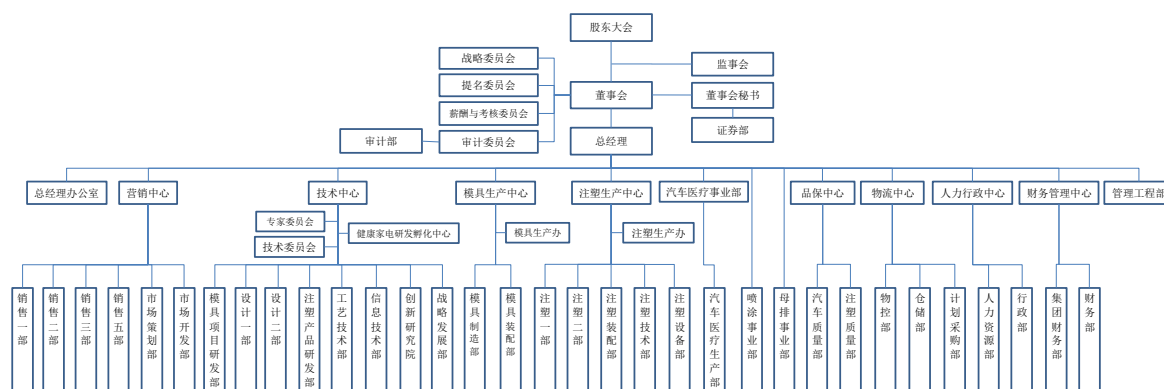 股东大会
战略委员会
监事会
提名委员会
董事会
董事会秘书
薪酬与考核委员会
证券部
审计部
审计委员会
总经理
总经理办公室
营销中心
技术中心
模具生产中心
注塑生产中心
汽车医疗事业部
品保中心
物流中心
人力行政中心
财务管理中心
管理工程部
专家委员会
健康家电研发孵化中心
技术委员会
模具生产办
注塑生产办
销售一部
销售二部
销售三部
销售五部
市场策划部
市场开发部
模具项目研发部
设计一部
设计二部
注塑产品研发部
工艺技术部
信息技术部
创新研究院
战略发展部
模具制造部
模具装配部
注塑一部
注塑二部
注塑装配部
注塑技术部
注塑设备部
汽车医疗生产部
喷涂事业部
母排事业部
汽车质量部
注塑质量部
物控部
仓储部
计划采购部
人力资源部
行政部
集团财务部
财务部